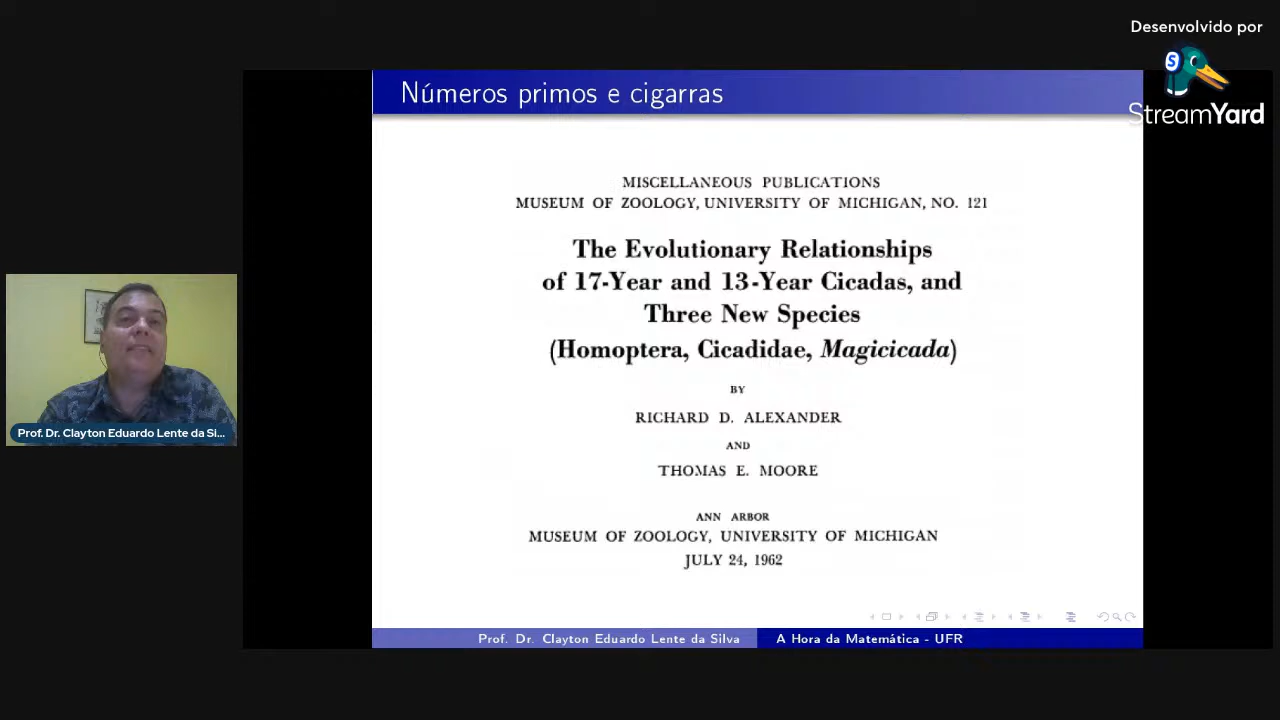 Desenvolvido por
StreamYard
Números primos e cigarras
MISCELLANEOUS PUBLICATIONS
MUSEUM OF ZOOLOGY, UNIVERSITY OF MICHIGAN, NO. 121
The Evolutionary Relationships
of 17-Year and 13-Year Cicadas, and
Three New Species
(Homoptera, Cicadidae, Magicicada)
BY
RICHARD D. ALEXANDER
AND
THOMAS E. MOORE
ANN ARBOR
MUSEUM OF ZOOLOGY, UNIVERSITY OF MICHIGAN
JULY 24, 1962
Prof. Dr. Clayton Eduardo Lente da Si...
Prof. Dr. Clayton Eduardo Lente da Silva
A Hora da Matemática - UFR